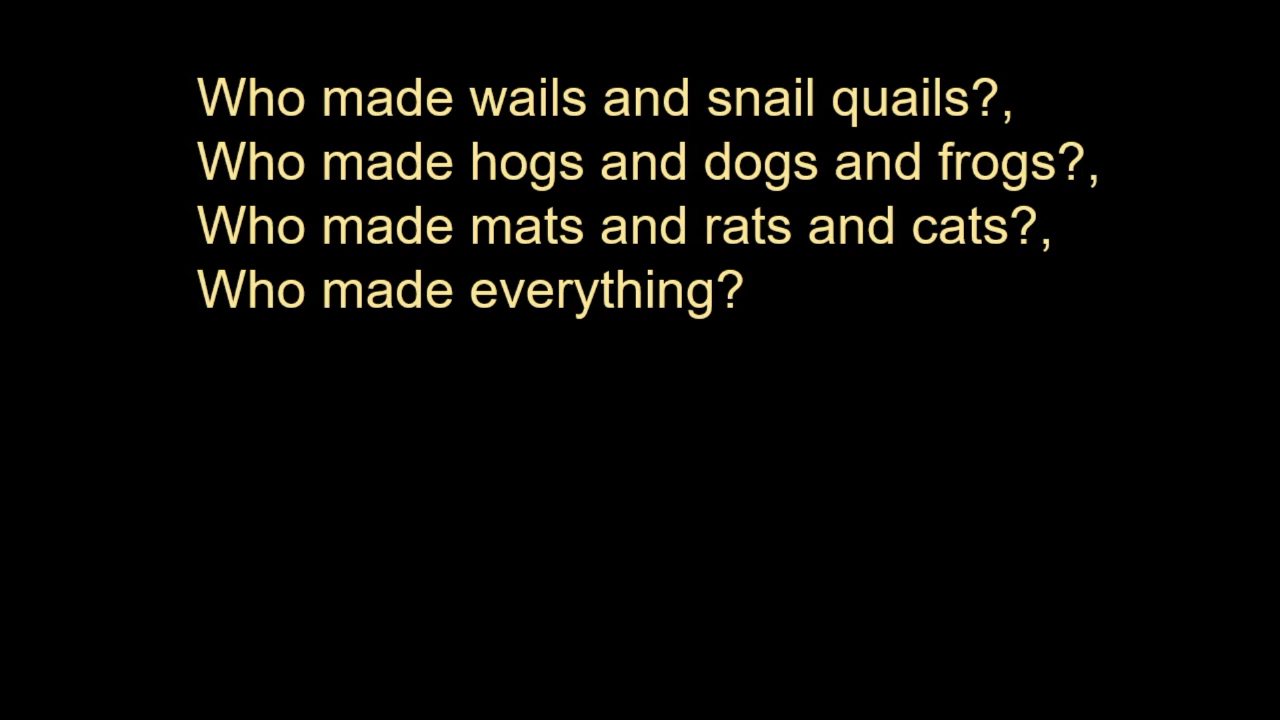 Who made wails and snail quails?,
Who made hogs and dogs and frogs?,
Who made mats and rats and cats?,
Who made everything?